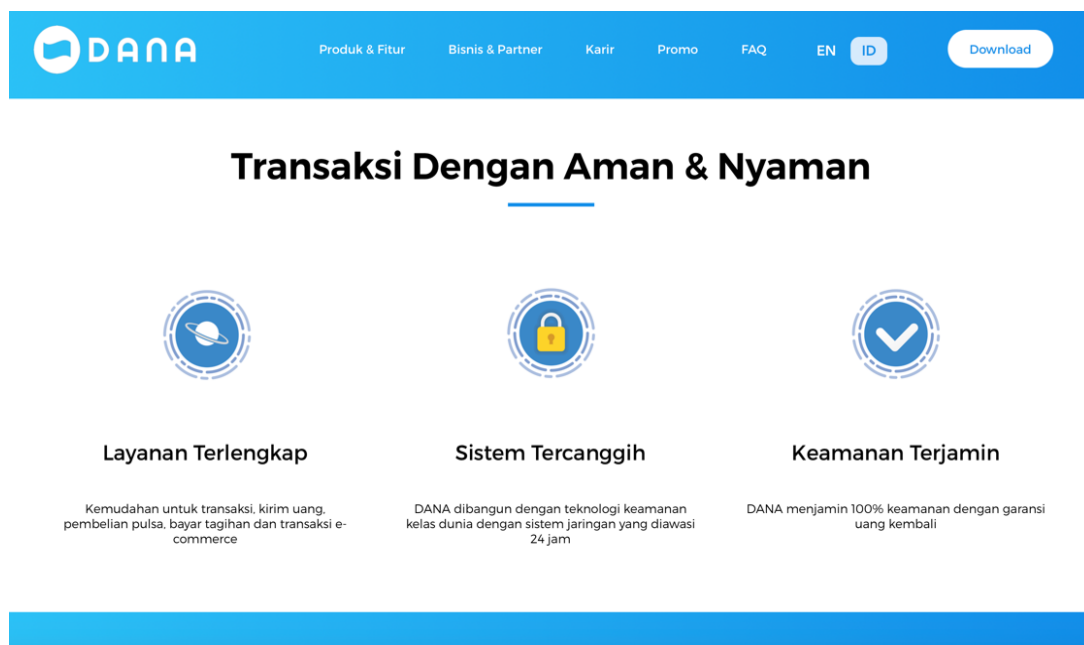 DANA
Produk & Fitur
Bisnis & Partner
Karir
Promo
FAQ
EN
ID
Download
Transaksi Dengan Aman & Nyaman
Layanan Terlengkap
Kemudahan untuk transaksi, kirim uang,
pembelian pulsa, bayar tagihan dan transaksi e-
commerce
Sistem Tercanggih
DANA dibangun dengan teknologi keamanan
kelas dunia dengan sistem jaringan yang diawasi
24 jam
Keamanan Terjamin
DANA menjamin 100% keamanan dengan garansi
uang kembali